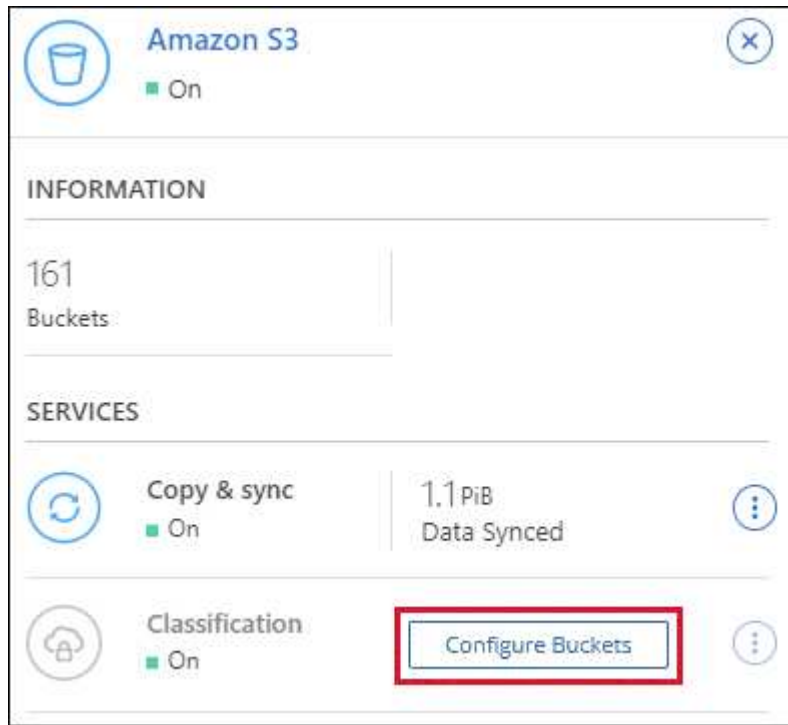 Amazon S3
On
INFORMATION
161
Buckets
SERVICES
Copy & sync
On
1.1 PiB
Data Synced
Classification
On
Configure Buckets